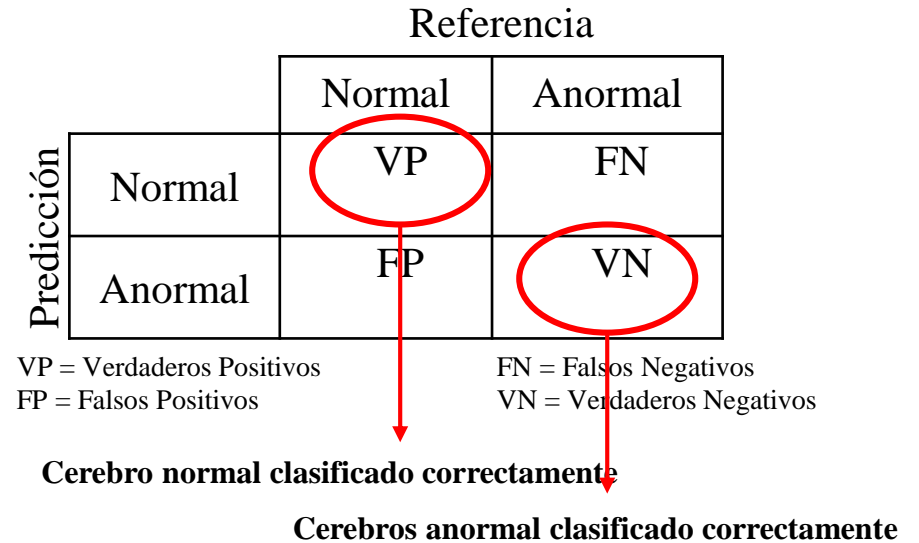 Referencia
Normal Anormal
Predicción
Normal VP FN
Anormal FP VN
VP = Verdaderos Positivos FN = Falsos Negativos
FP = Falsos Positivos VN = Verdaderos Negativos
Cerebro normal clasificado correctamente
Cerebros anormal clasificado correctamente